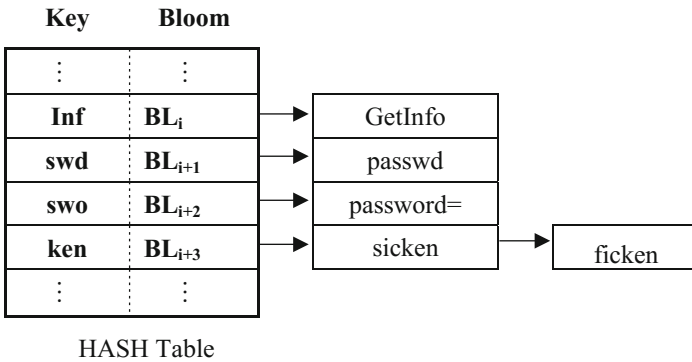 Key Bloom
⋮ ⋮
Inf BLi GetInfo
swd BLi+1 passwd
swo BLi+2 password=
ken BLi+3 sicken ficken
⋮ ⋮
HASH Table